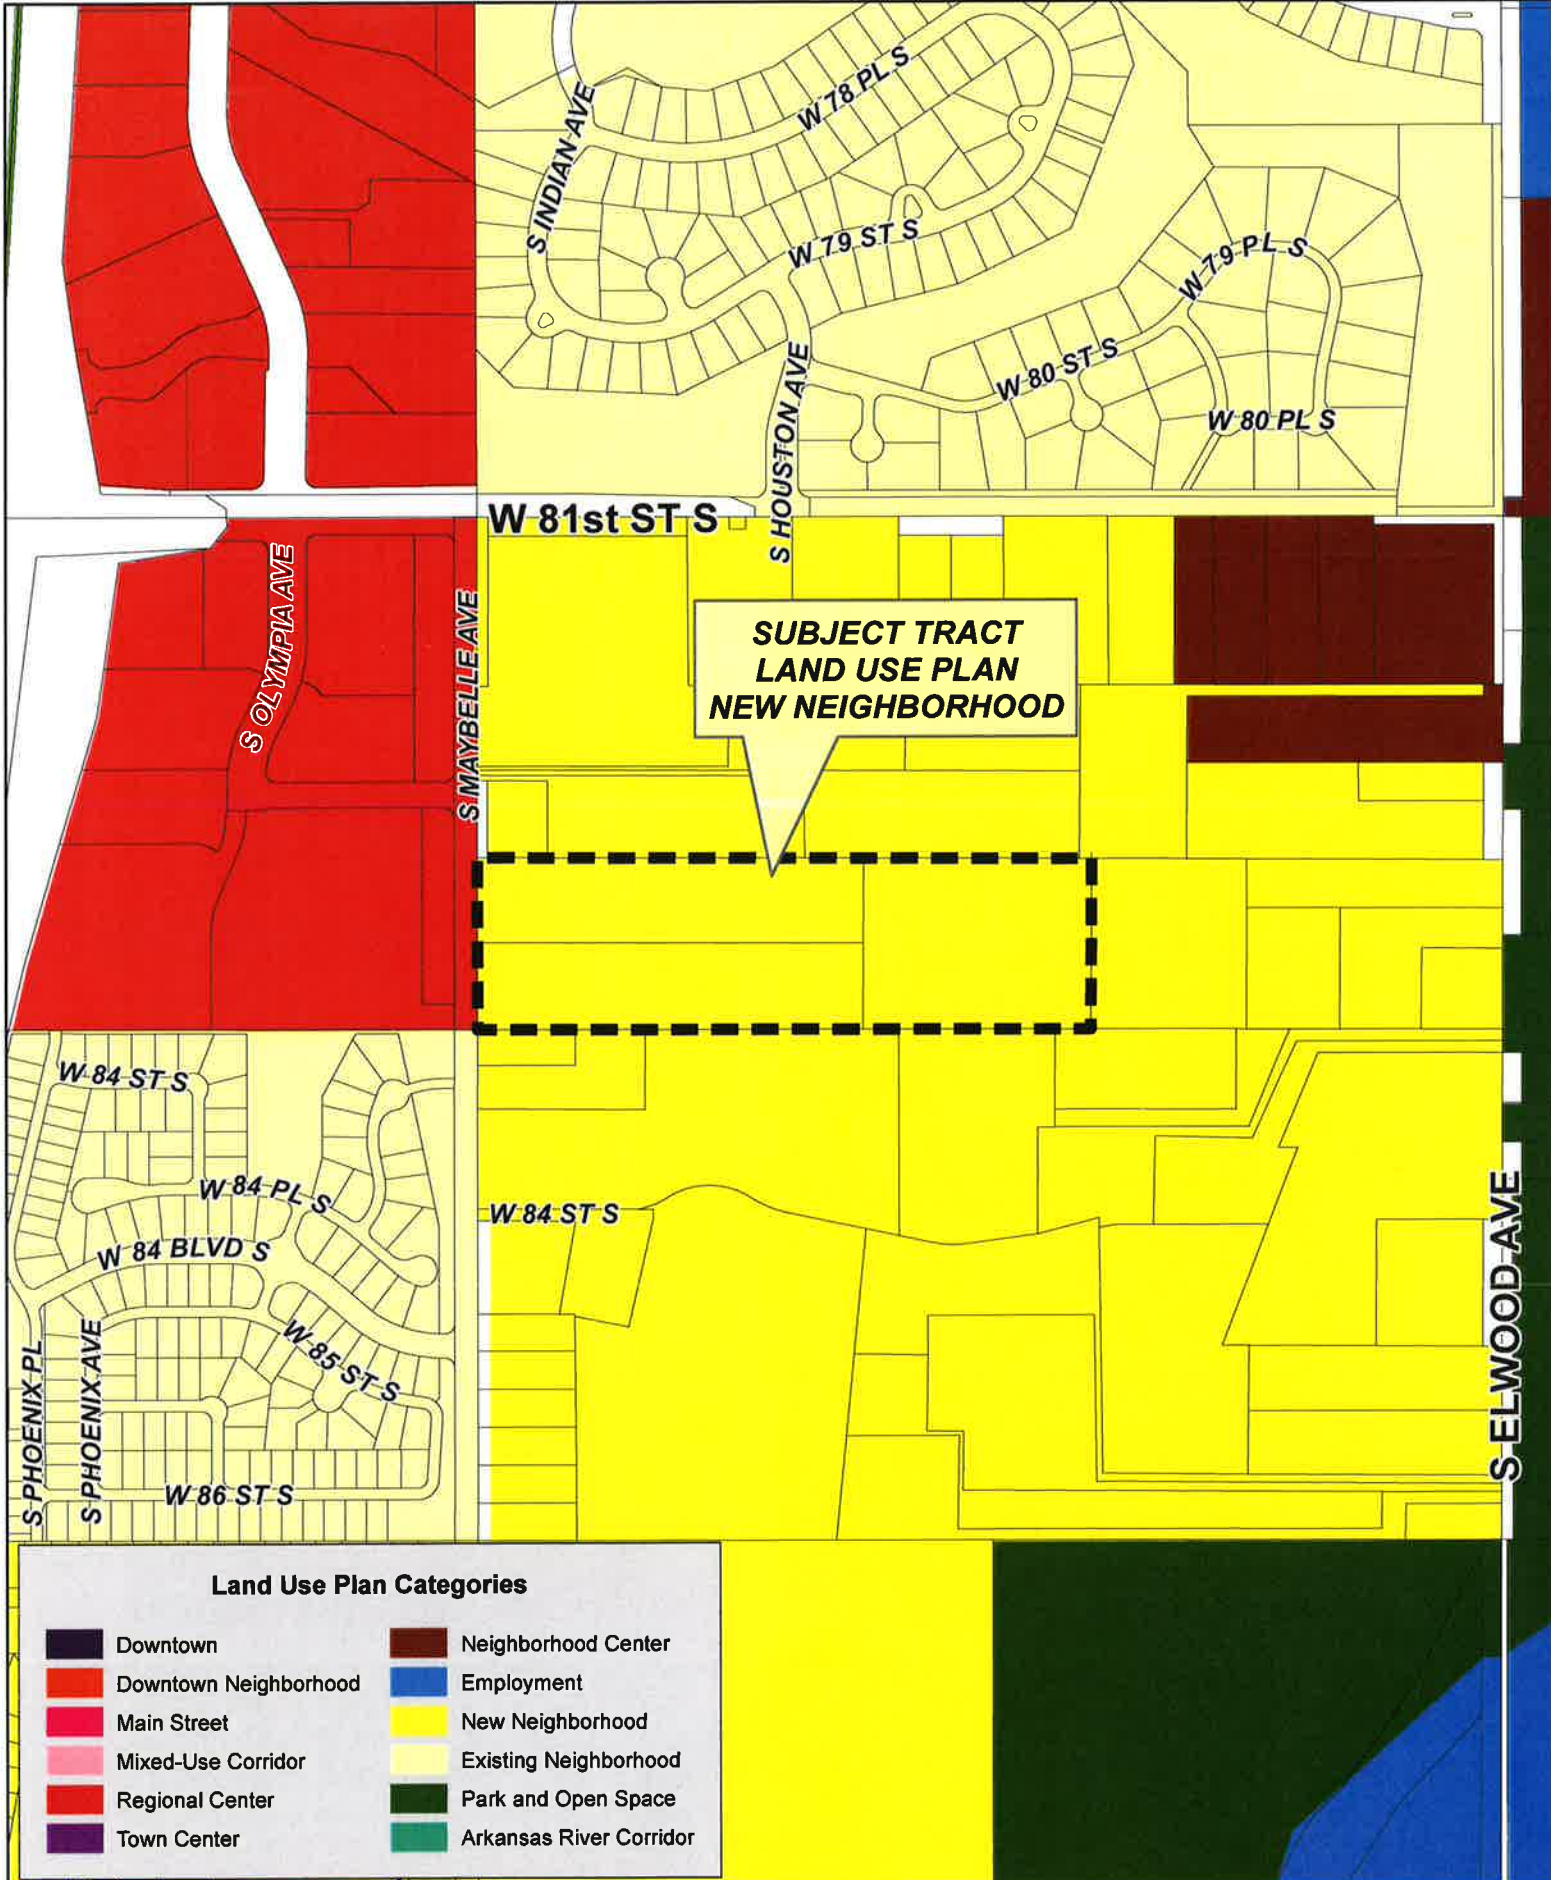 W 78 PL S
S INDIAN AVE
W 79 ST S
W 79 PL S
W 80 ST S
W 80 PL S
S HOUSTON AVE
W 81st ST S
S OLYMPIA AVE
S MAYBELLE AVE
SUBJECT TRACT
LAND USE PLAN
NEW NEIGHBORHOOD
W 84 ST S
W 84 PL S
W 84 ST S
W 84 BLVD S
S ELWOOD AVE
W 85 ST S
S PHOENIX PL
S PHOENIX AVE
W 86 ST S
Land Use Plan Categories
Downtown
Downtown Neighborhood
Main Street
Mixed-Use Corridor
Regional Center
Town Center
Neighborhood Center
Employment
New Neighborhood
Existing Neighborhood
Park and Open Space
Arkansas River Corridor